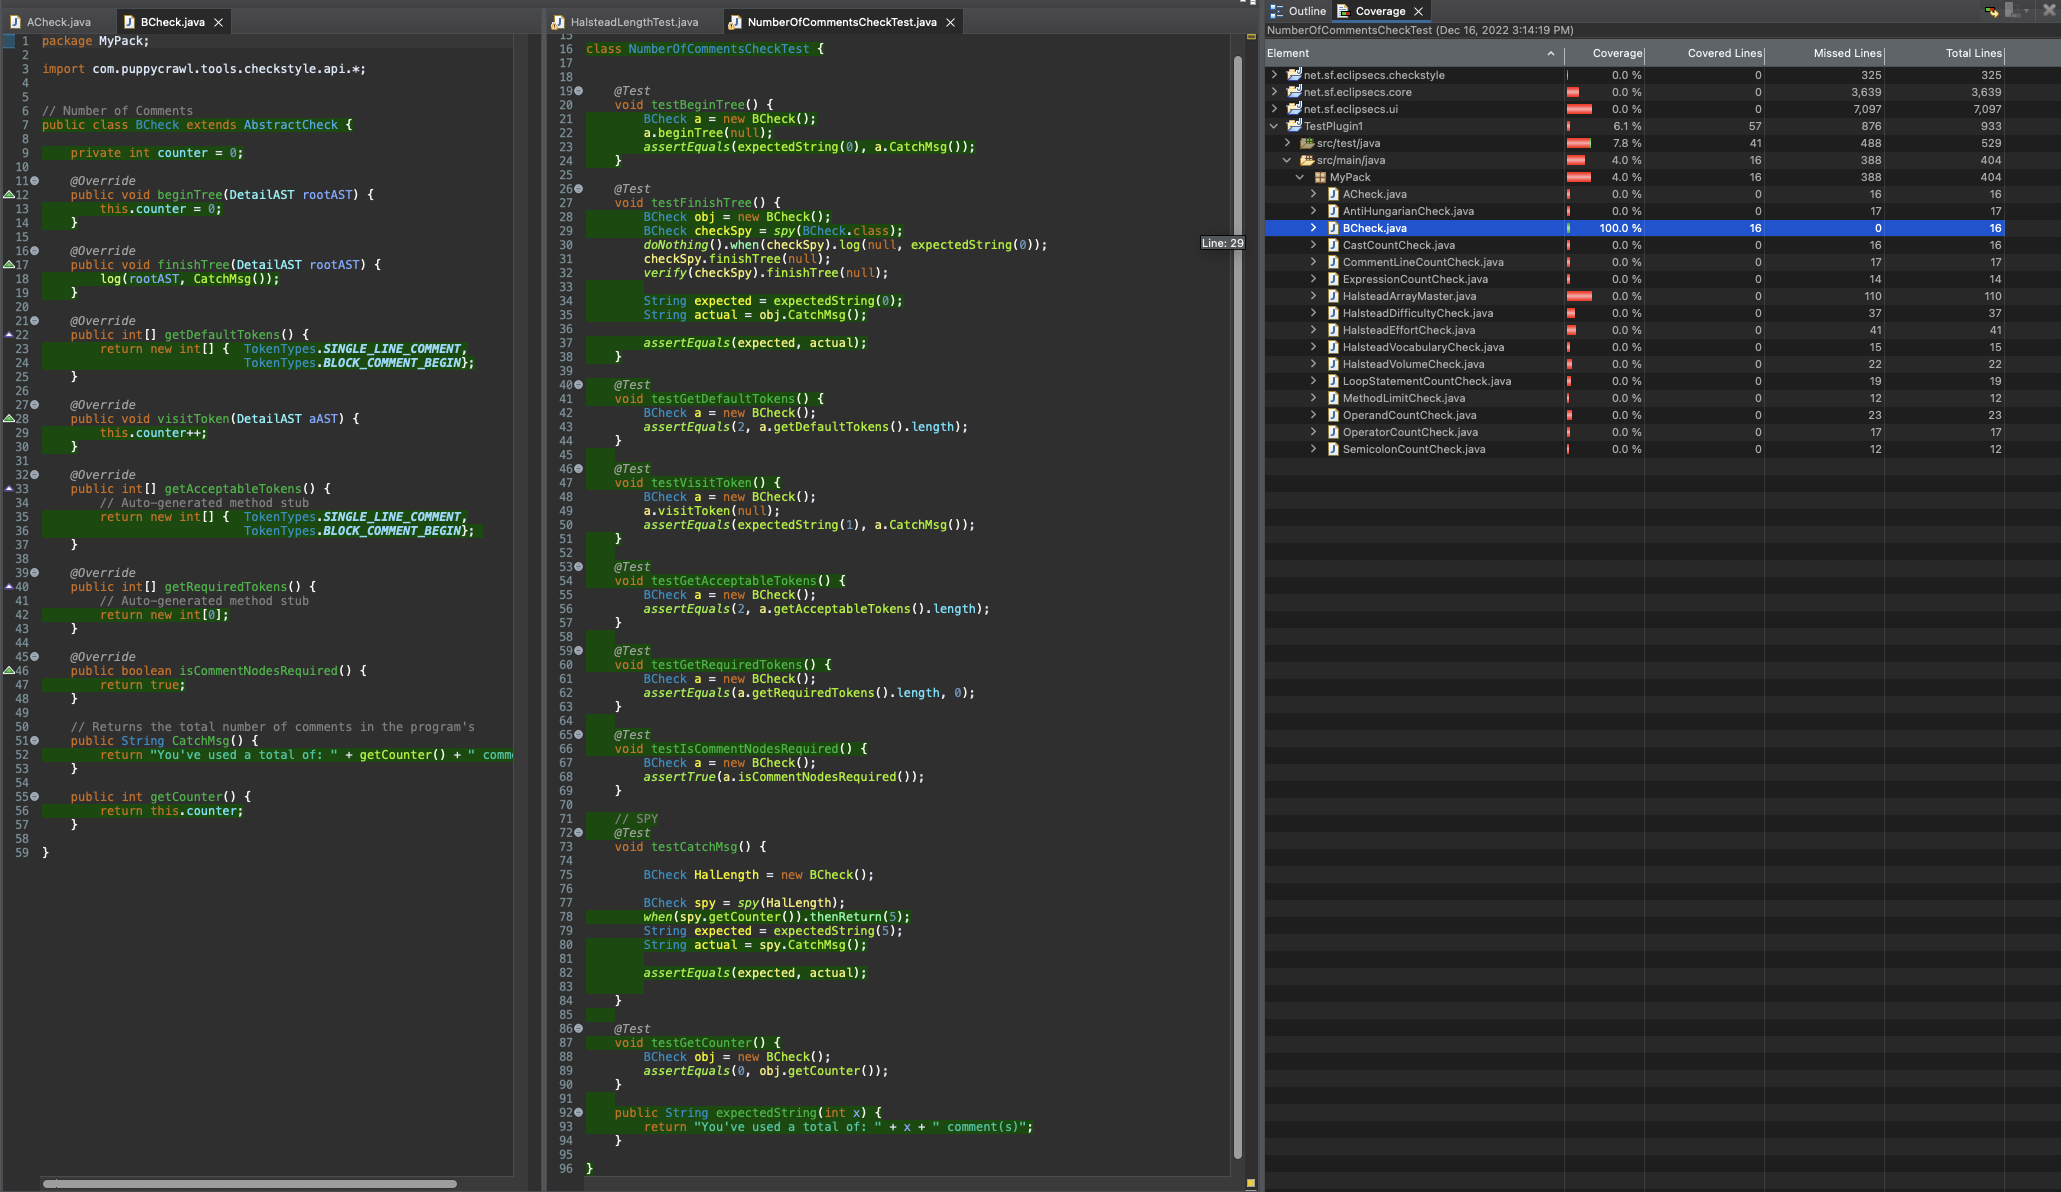 ACheck.java
BCheck.java
1 package MyPack;
2
3 import com.puppycrawl.tools.checkstyle.api.*;
4
5
6 // Number of Comments
7 public class BCheck extends AbstractCheck {
8
9 private int counter = 0;
10
11 @Override
12 public void beginTree(DetailAST rootAST) {
13 this.counter = 0;
14 }
15
16 @Override
17 public void finishTree(DetailAST rootAST) {
18 log(rootAST, CatchMsg());
19 }
20
21 @Override
22 public int[] getDefaultTokens() {
23 return new int[] { TokenTypes.SINGLE_LINE_COMMENT,
24 TokenTypes.BLOCK_COMMENT_BEGIN};
25 }
26
27 @Override
28 public void visitToken(DetailAST aAST) {
29 this.counter++;
30 }
31
32 @Override
33 public int[] getAcceptableTokens() {
34 // Auto-generated method stub
35 return new int[] { TokenTypes.SINGLE_LINE_COMMENT,
36 TokenTypes.BLOCK_COMMENT_BEGIN};
37 }
38
39 @Override
40 public int[] getRequiredTokens() {
41 // Auto-generated method stub
42 return new int[0];
43 }
44
45 @Override
46 public boolean isCommentNodesRequired() {
47 return true;
48 }
49
50 // Returns the total number of comments in the program's
51 public String CatchMsg() {
52 return "You've used a total of: " + getCounter() + " comm
53 }
54
55 public int getCounter() {
56 return this.counter;
57 }
58
59 }
HalsteadLengthTest.java
NumberOfCommentsCheckTest.java
15
16 class NumberOfCommentsCheckTest {
17
18
19 @Test
20 void testBeginTree() {
21 BCheck a = new BCheck();
22 a.beginTree(null);
23 assertEquals(expectedString(0), a.CatchMsg());
24 }
25
26 @Test
27 void testFinishTree() {
28 BCheck obj = new BCheck();
29 BCheck checkSpy = spy(BCheck.class);
30 doNothing().when(checkSpy).log(null, expectedString(0));
31 checkSpy.finishTree(null);
32 verify(checkSpy).finishTree(null);
33
34 String expected = expectedString(0);
35 String actual = obj.CatchMsg();
36
37 assertEquals(expected, actual);
38 }
39
40 @Test
41 void testGetDefaultTokens() {
42 BCheck a = new BCheck();
43 assertEquals(2, a.getDefaultTokens().length);
44 }
45
46 @Test
47 void testVisitToken() {
48 BCheck a = new BCheck();
49 a.visitToken(null);
50 assertEquals(expectedString(1), a.CatchMsg());
51 }
52
53 @Test
54 void testGetAcceptableTokens() {
55 BCheck a = new BCheck();
56 assertEquals(2, a.getAcceptableTokens().length);
57 }
58
59 @Test
60 void testGetRequiredTokens() {
61 BCheck a = new BCheck();
62 assertEquals(a.getRequiredTokens().length, 0);
63 }
64
65 @Test
66 void testIsCommentNodesRequired() {
67 BCheck a = new BCheck();
68 assertTrue(a.isCommentNodesRequired());
69 }
70
71 // SPY
72 @Test
73 void testCatchMsg() {
74
75 BCheck HalLength = new BCheck();
76
77 BCheck spy = spy(HalLength);
78 when(spy.getCounter()).thenReturn(5);
79 String expected = expectedString(5);
80 String actual = spy.CatchMsg();
81
82 assertEquals(expected, actual);
83
84 }
85
86 @Test
87 void testGetCounter() {
88 BCheck obj = new BCheck();
89 assertEquals(0, obj.getCounter());
90 }
91
92 public String expectedString(int x) {
93 return "You've used a total of: " + x + " comment(s)";
94 }
95
96 }
Line: 29
Outline
Coverage
NumberOfCommentsCheckTest (Dec 16, 2022 3:14:19 PM)
Element Coverage Covered Lines Missed Lines Total Lines
net.sf.eclipsecs.checkstyle 0.0 % 0 325 325
net.sf.eclipsecs.core 0.0 % 0 3,639 3,639
net.sf.eclipsecs.ui 0.0 % 0 7,097 7,097
TestPlugin1 6.1 % 57 876 933
src/test/java 7.8 % 41 488 529
src/main/java 4.0 % 16 388 404
MyPack 4.0 % 16 388 404
ACheck.java 0.0 % 0 16 16
AntiHungarianCheck.java 0.0 % 0 17 17
BCheck.java 100.0 % 16 0 16
CastCountCheck.java 0.0 % 0 16 16
CommentLineCountCheck.java 0.0 % 0 17 17
ExpressionCountCheck.java 0.0 % 0 14 14
HalsteadArrayMaster.java 0.0 % 0 110 110
HalsteadDifficultyCheck.java 0.0 % 0 37 37
HalsteadEffortCheck.java 0.0 % 0 41 41
HalsteadVocabularyCheck.java 0.0 % 0 15 15
HalsteadVolumeCheck.java 0.0 % 0 22 22
LoopStatementCountCheck.java 0.0 % 0 19 19
MethodLimitCheck.java 0.0 % 0 12 12
OperandCountCheck.java 0.0 % 0 23 23
OperatorCountCheck.java 0.0 % 0 17 17
SemicolonCountCheck.java 0.0 % 0 12 12